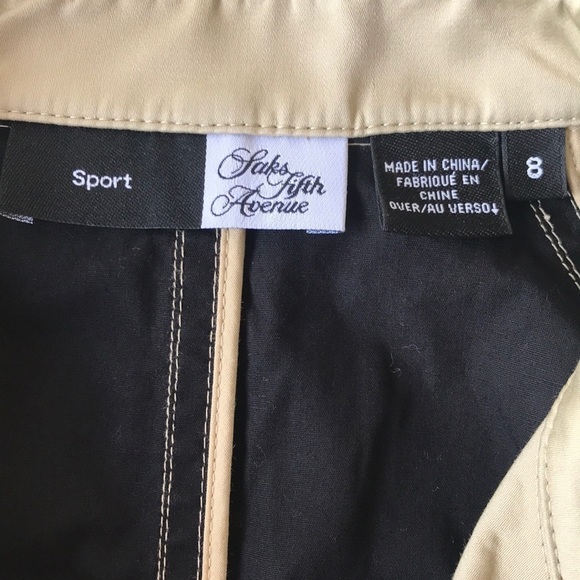 Sport
Saks
Fifth
Avenue
MADE IN CHINA/
FABRIQUÉ EN
CHINE
OVER/AU VERSO↓
8